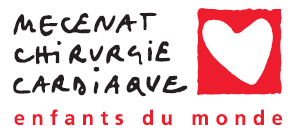 MECENAT
CHiRURGiE
CARDiAQUE
enfants du monde